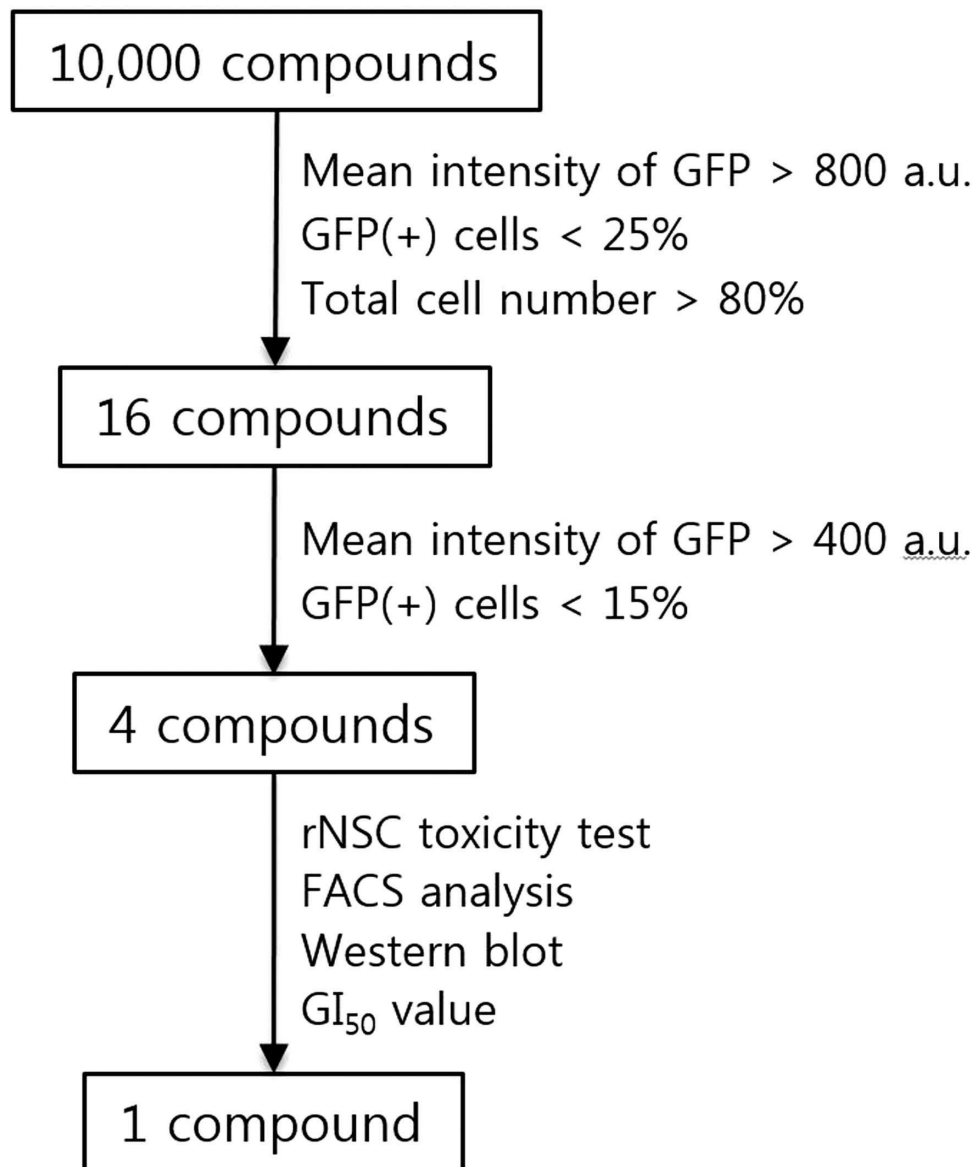 10,000 compounds
Mean intensity of GFP > 800 a.u.
GFP(+) cells < 25%
Total cell number > 80%
16 compounds
Mean intensity of GFP > 400 a.u.
GFP(+) cells < 15%
4 compounds
rNSC toxicity test
FACS analysis
Western blot
GI₅₀ value
1 compound